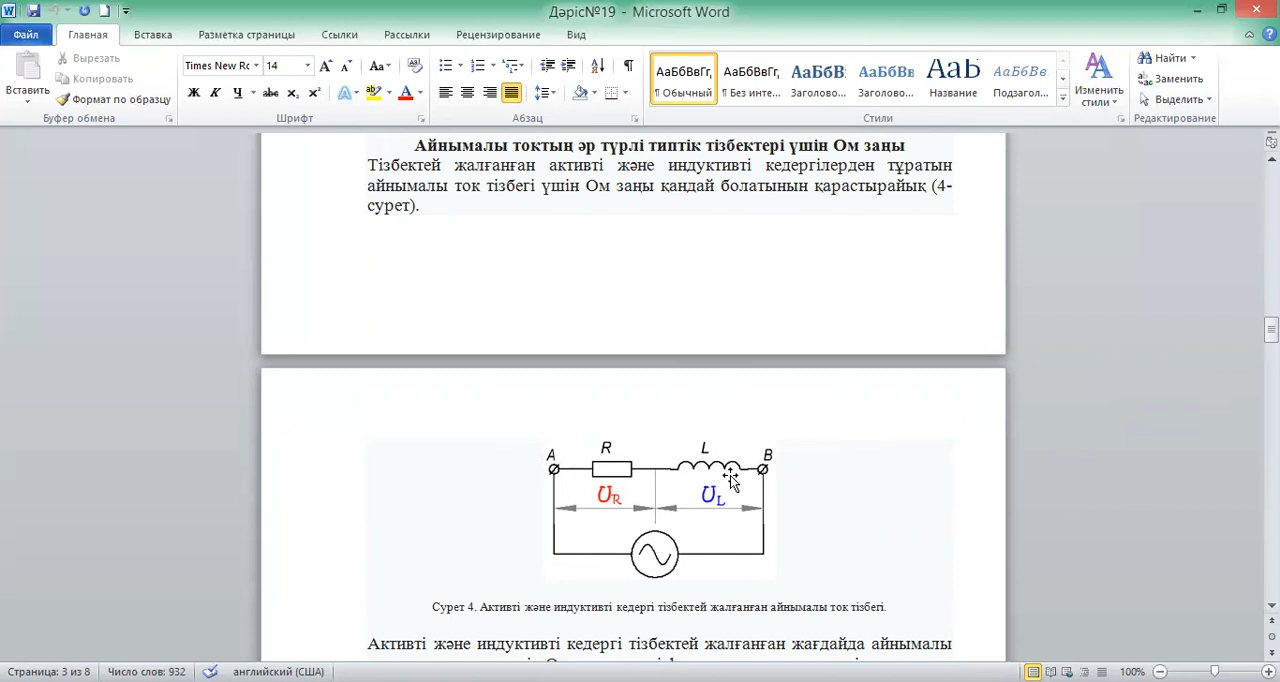 Дәріс№19 - Microsoft Word
Файл Главная Вставка Разметка страницы Ссылки Рассылки Рецензирование Вид
Вставить
Вырезать
Копировать
Формат по образцу
Буфер обмена
Times New Rc 14
Ж К Ч abc x₂ x² A
Шрифт
Абзац
АаБбВвГг, АаБбВвГг, АаБбВ: АаБбВв АаБ АаБбВв.
¶ Обычный ¶ Без инте... Заголово... Заголово... Название Подзагол...
Стили
Изменить
стили
Найти
Заменить
Выделить
Редактирование
Айнымалы токтың әр түрлі типтік тізбектері үшін Ом заңы
Тізбектей жалғанған активті және индуктивті кедергілерден тұратын
айнымалы ток тізбегі үшін Ом заңы қандай болатынын қарастырайық (4-
сурет).
A R L B
UR UL
Сурет 4. Активті және индуктивті кедергі тізбектей жалғанған айнымалы ток тізбегі.
Активті және индуктивті кедергі тізбектей жалғанған жағдайда айнымалы
Страница: 3 из 8 Число слов: 932 английский (США) 100%